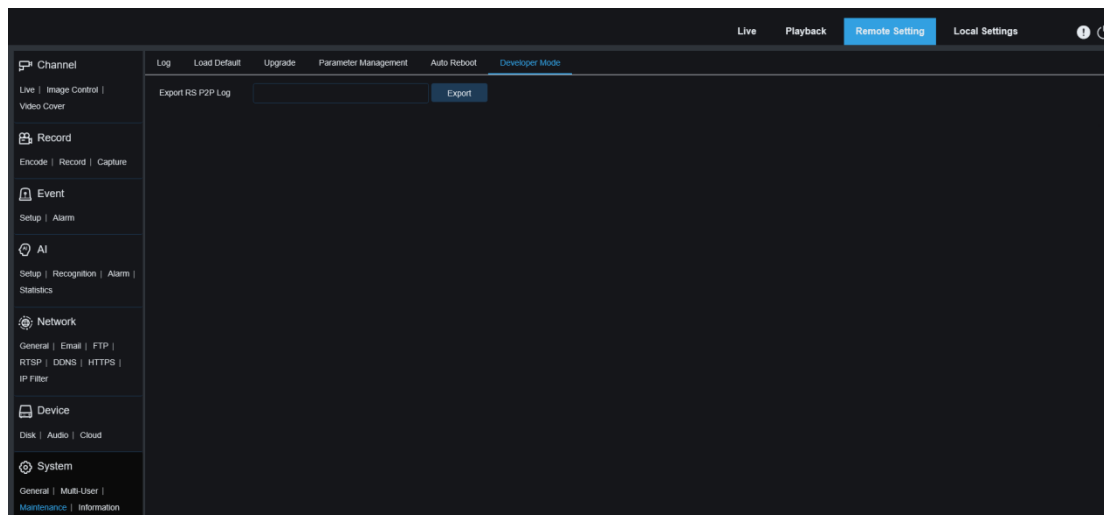 Live Playback Remote Setting Local Settings
Channel
Live | Image Control |
Video Cover
Record
Encode | Record | Capture
Event
Setup | Alarm
AI
Setup | Recognition | Alarm |
Statistics
Network
General | Email | FTP |
RTSP | DDNS | HTTPS |
IP Filter
Device
Disk | Audio | Cloud
System
General | Multi-User |
Maintenance | Information
Log Load Default Upgrade Parameter Management Auto Reboot Developer Mode
Export RS P2P Log Export